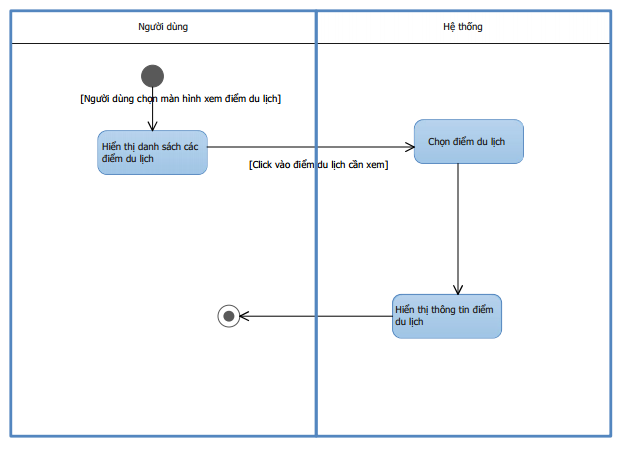 Người dùng
Hệ thống
[Người dùng chọn màn hình xem điểm du lịch]
Hiển thị danh sách các
điểm du lịch
Chọn điểm du lịch
[Click vào điểm du lịch cần xem]
Hiển thị thông tin điểm
du lịch